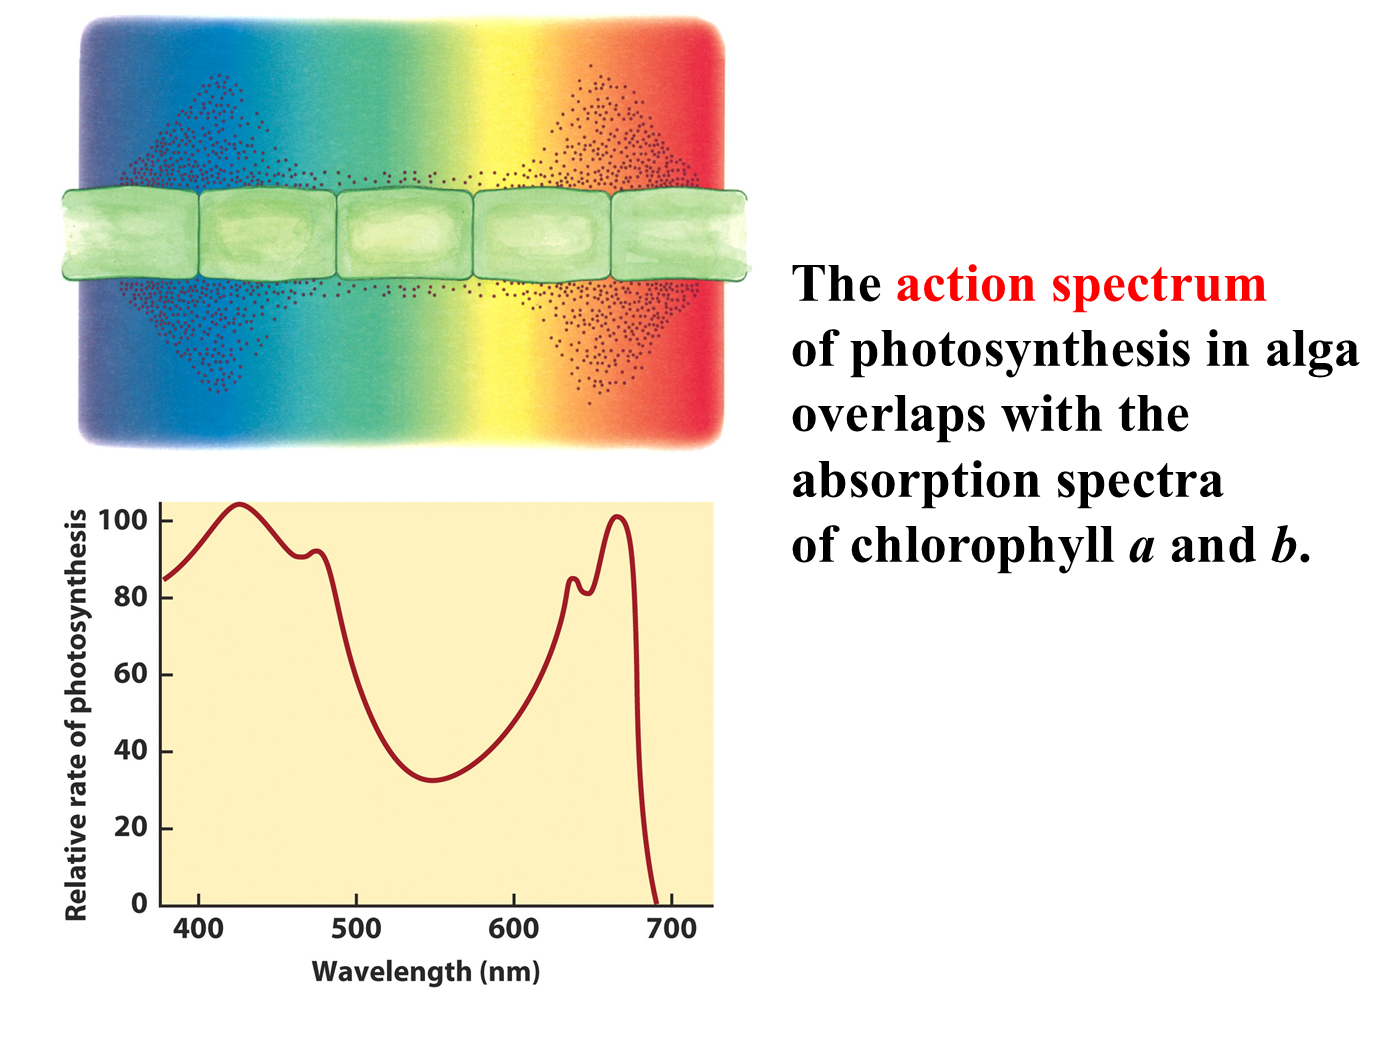 The action spectrum
of photosynthesis in alga
overlaps with the
absorption spectra
of chlorophyll a and b.
Relative rate of photosynthesis
100
80
60
40
20
0
400 500 600 700
Wavelength (nm)